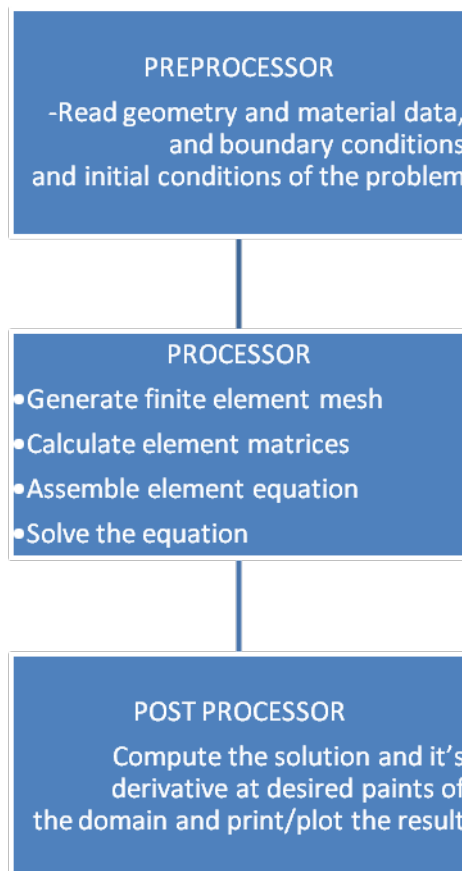 PREPROCESSOR
-Read geometry and material data,
and boundary conditions
and initial conditions of the problem
PROCESSOR
•Generate finite element mesh
•Calculate element matrices
•Assemble element equation
•Solve the equation
POST PROCESSOR
Compute the solution and it's
derivative at desired paints of
the domain and print/plot the result